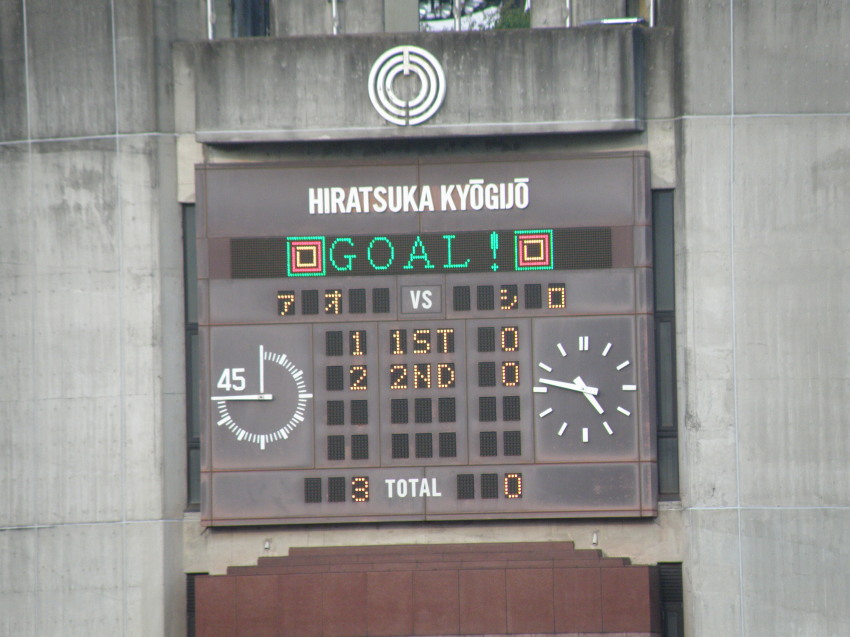 HIRATSUKA KYŌGIJŌ
GOAL!
アオ VS シロ
45
1 1ST 0
2 2ND 0
3 TOTAL 0